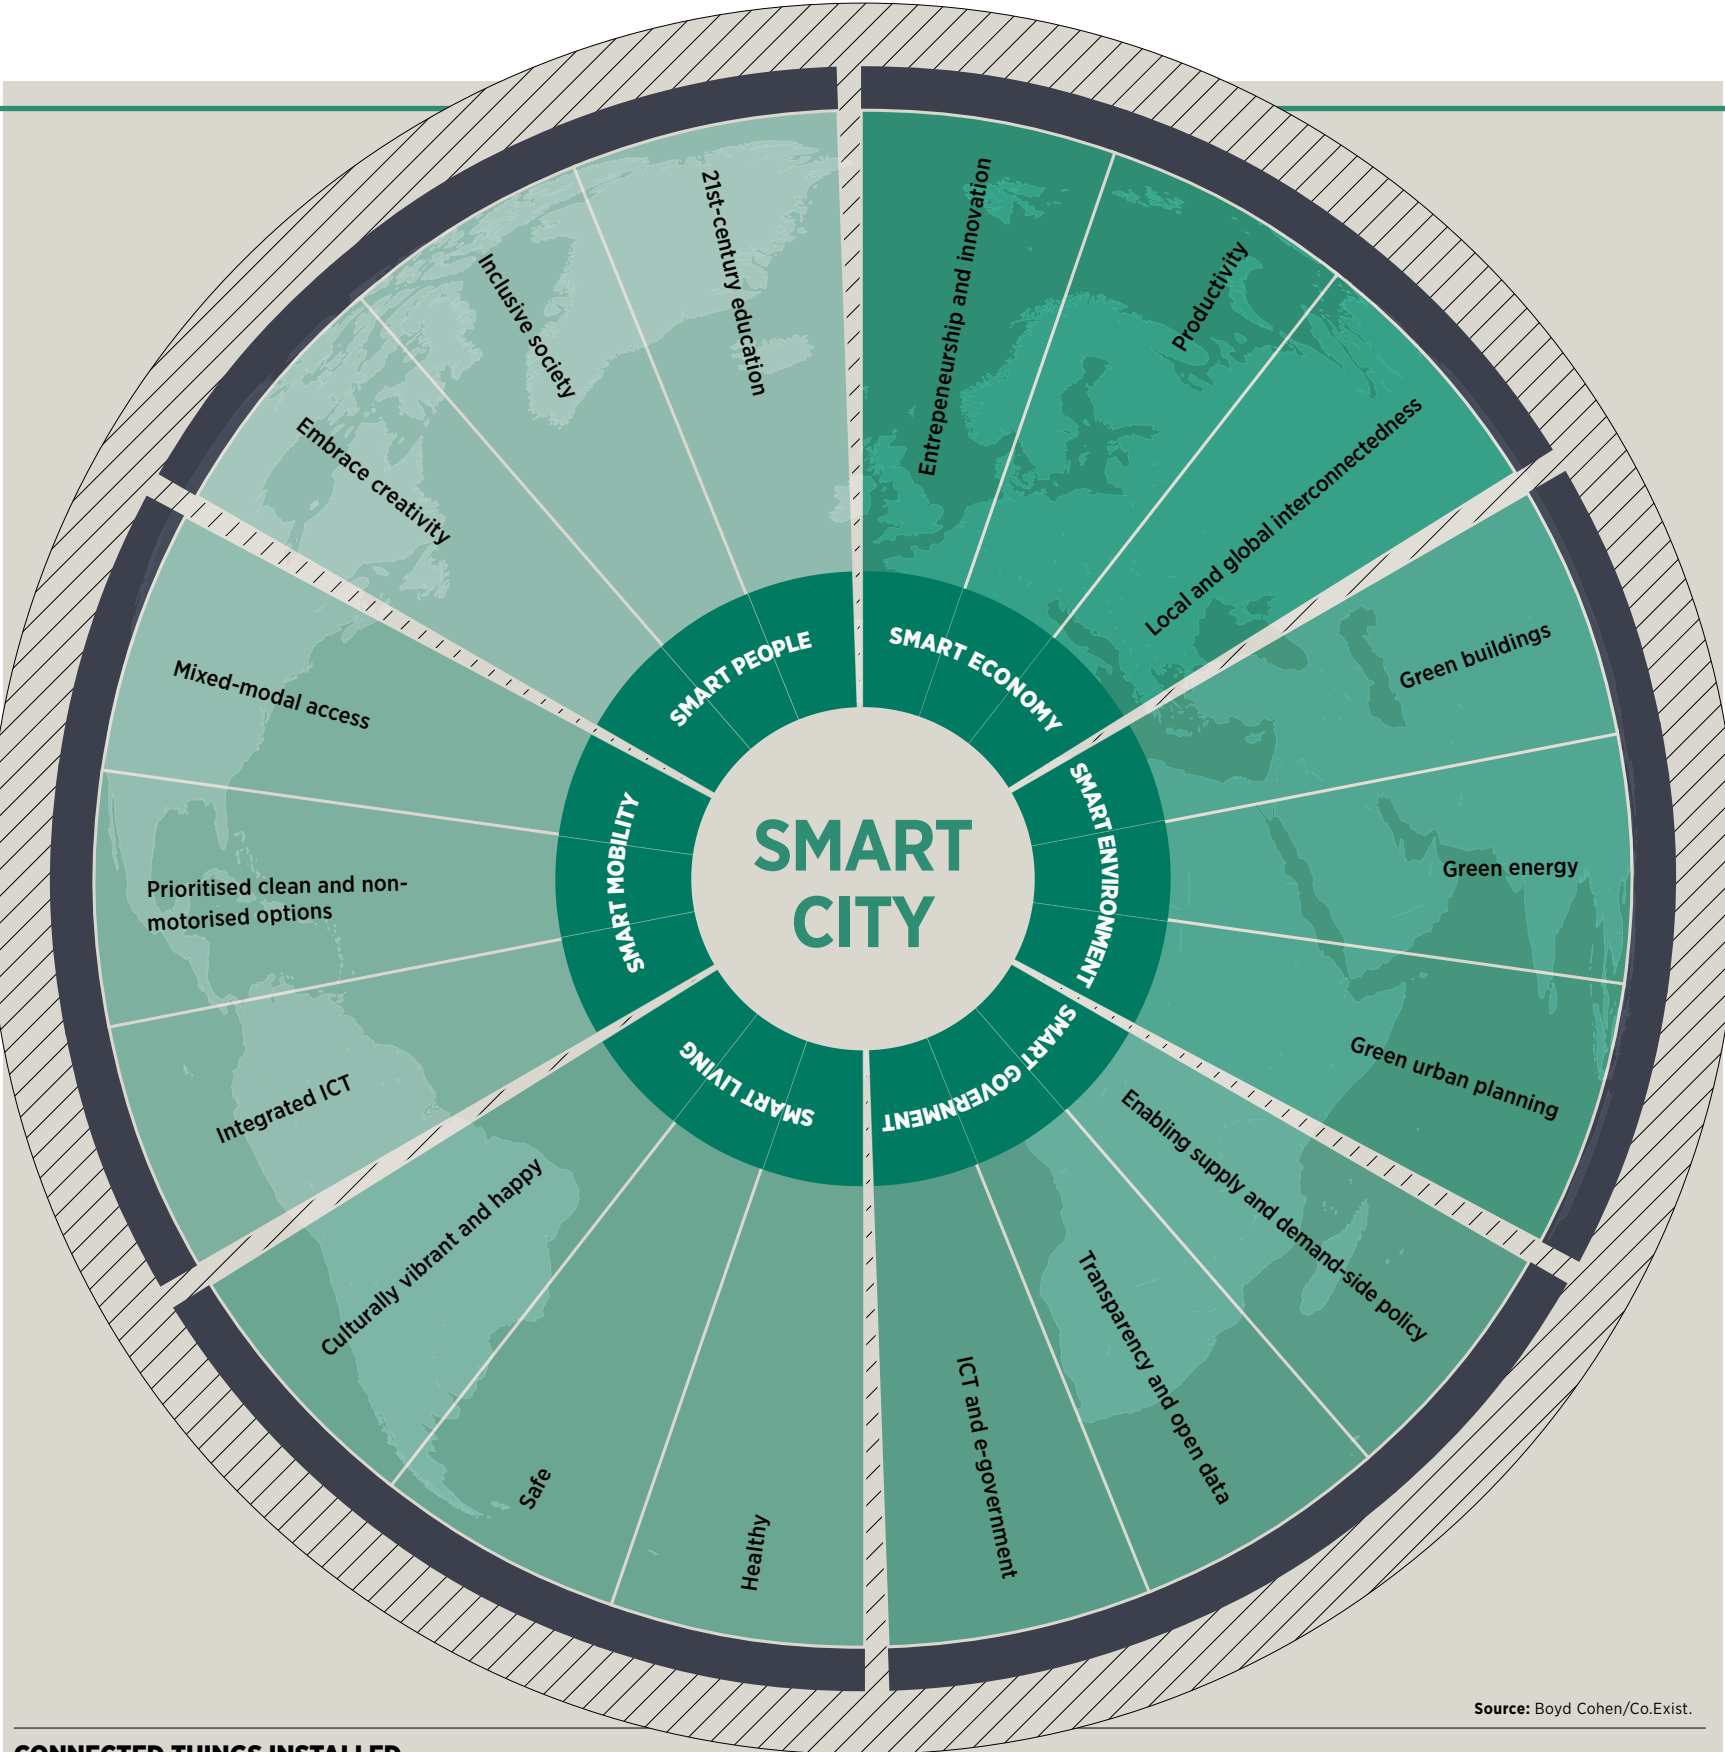 SMART
CITY
SMART ECONOMY
Entrepeneurship and innovation
Productivity
Local and global interconnectedness
SMART ENVIRONMENT
Green buildings
Green energy
Green urban planning
SMART GOVERNMENT
Enabling supply and demand-side policy
Transparency and open data
ICT and e-government
SMART LIVING
Healthy
Safe
Culturally vibrant and happy
SMART MOBILITY
Integrated ICT
Prioritised clean and non-
motorised options
Mixed-modal access
SMART PEOPLE
Embrace creativity
Inclusive society
21st-century education
Source: Boyd Cohen/Co.Exist.
CONNECTED THINGS INSTALLED